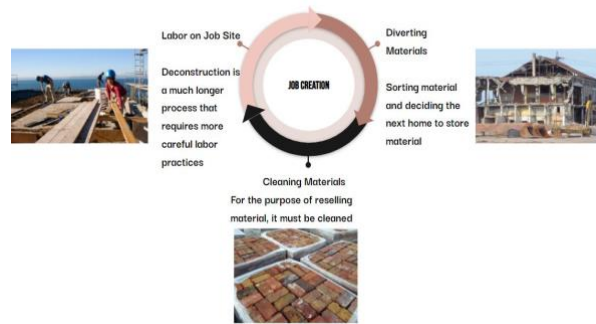 Labor on Job Site
Deconstruction is
a much longer
process that
requires more
careful labor
practices
JOB CREATION
Diverting
Materials
Sorting material
and deciding the
next home to store
material
Cleaning Materials
For the purpose of reselling
material, it must be cleaned